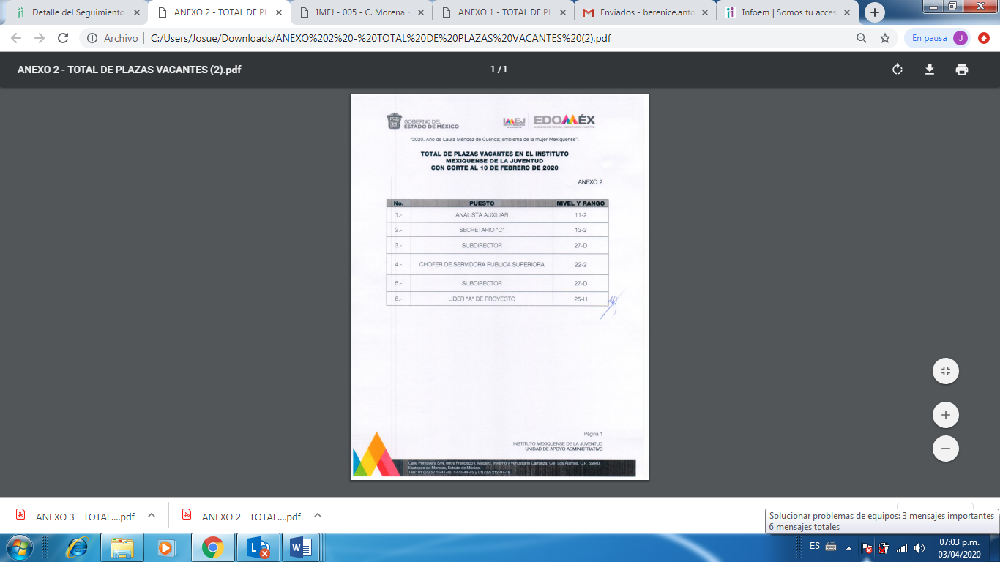 Detalle del Seguimiento
ANEXO 2 - TOTAL DE PL
IMEJ - 005 - C. Morena -
ANEXO 1 - TOTAL DE PL
Enviados - berenice.anto
Infoem | Somos tu acces
Archivo
C:/Users/Josue/Downloads/ANEXO%202%20-%20TOTAL%20DE%20PLAZAS%20VACANTES%20(2).pdf
En pausa
J
ANEXO 2 - TOTAL DE PLAZAS VACANTES (2).pdf
1 / 1
GOBIERNO DEL
ESTADO DE MÉXICO
IMEJ
EDOMÉX
"2020. Año de Laura Méndez de Cuenca; emblema de la mujer Mexiquense".
TOTAL DE PLAZAS VACANTES EN EL INSTITUTO
MEXIQUENSE DE LA JUVENTUD
CON CORTE AL 10 DE FEBRERO DE 2020
ANEXO 2
No. PUESTO NIVEL Y RANGO
1.- ANALISTA AUXILIAR 11-2
2.- SECRETARIO "C" 13-2
3.- SUBDIRECTOR 27-D
4.- CHOFER DE SERVIDORA PUBLICA SUPERIORA 22-2
5.- SUBDIRECTOR 27-D
6.- LIDER "A" DE PROYECTO 25-H
Página 1
INSTITUTO MEXIQUENSE DE LA JUVENTUD
UNIDAD DE APOYO ADMINISTRATIVO
Calle Primavera S/N, entre Francisco I. Madero, Invierno y Venustiano Carranza, Col. Los Álamos, C.P. 55040.
Ecatepec de Morelos, Estado de México.
Tels: 01 (55) 5770-41-26, 5770-44-45 y 01(722) 212-97-18
ANEXO 3 - TOTAL....pdf
ANEXO 2 - TOTAL....pdf
Solucionar problemas de equipos: 3 mensajes importantes
6 mensajes totales
ES
07:03 p.m.
03/04/2020